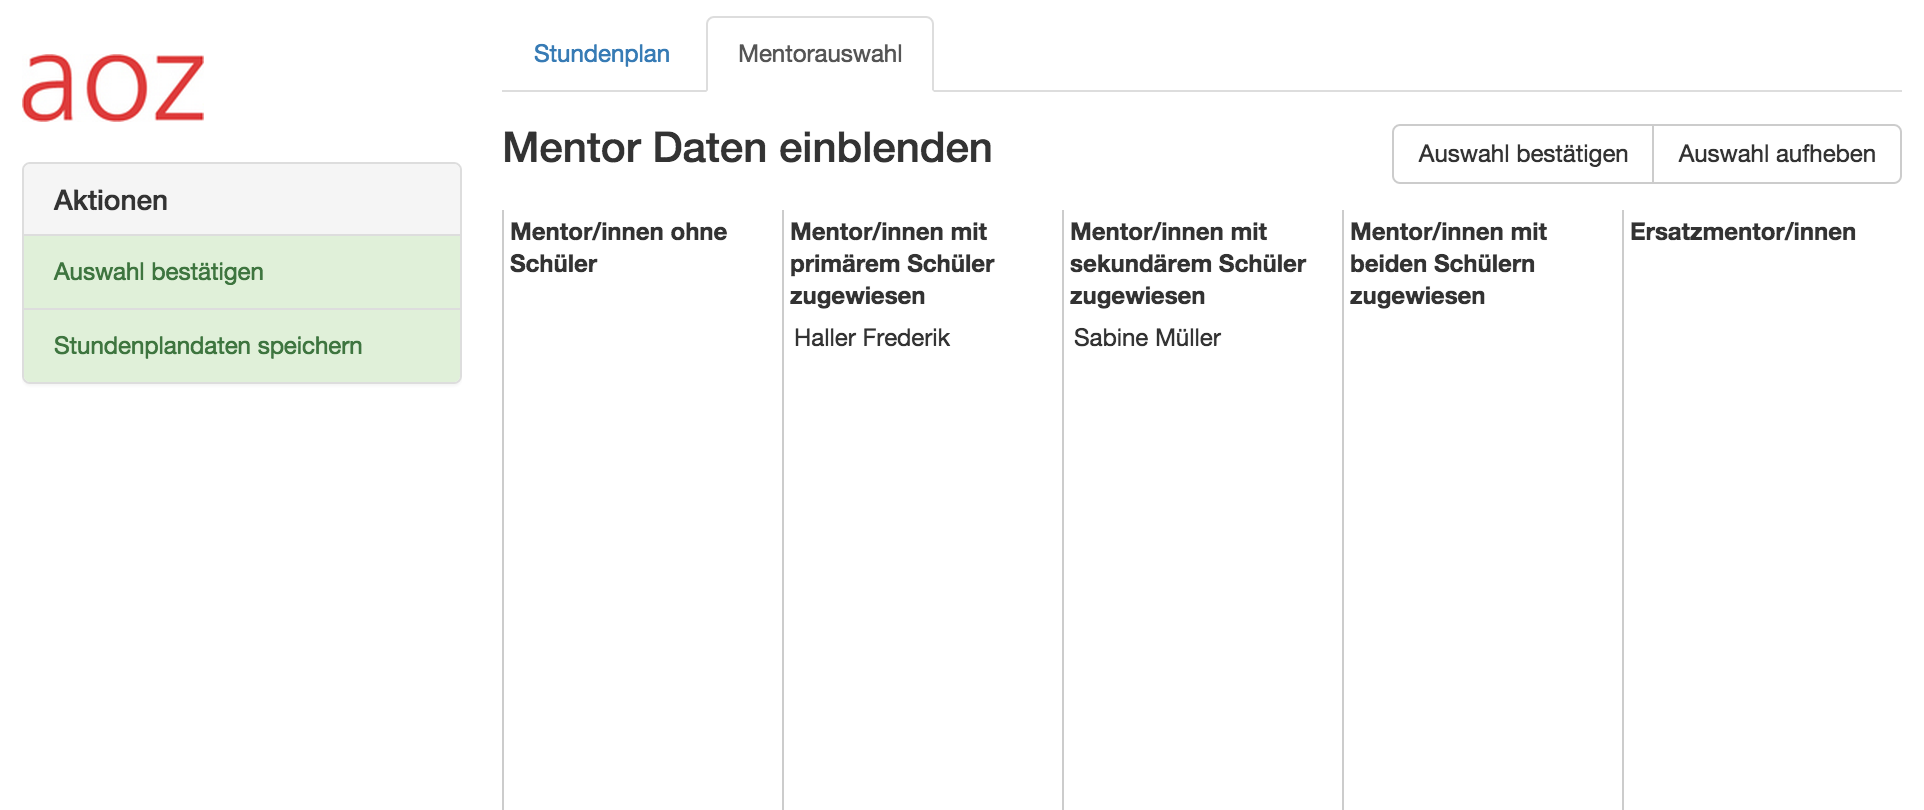 aoz
Aktionen
Auswahl bestätigen
Stundenplandaten speichern
Stundenplan
Mentorauswahl
Mentor Daten einblenden
Auswahl bestätigen
Auswahl aufheben
Mentor/innen ohne
Schüler
Mentor/innen mit
primärem Schüler
zugewiesen
Haller Frederik
Mentor/innen mit
sekundärem Schüler
zugewiesen
Sabine Müller
Mentor/innen mit
beiden Schülern
zugewiesen
Ersatzmentor/innen